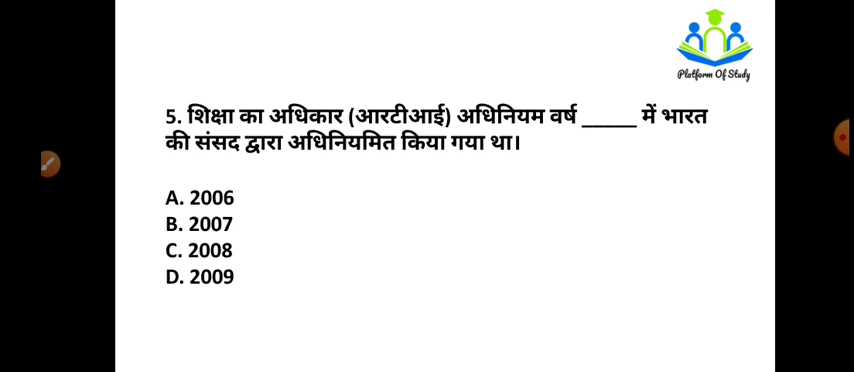 Platform Of Study
5. शिक्षा का अधिकार (आरटीआई) अधिनियम वर्ष _____ में भारत
की संसद द्वारा अधिनियमित किया गया था।
A. 2006
B. 2007
C. 2008
D. 2009